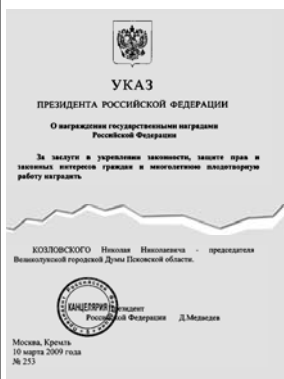 УКАЗ
ПРЕЗИДЕНТА РОССИЙСКОЙ ФЕДЕРАЦИИ
О награждении государственными наградами
Российской Федерации
За заслуги в укреплении законности, защите прав и
законных интересов граждан и многолетнюю плодотворную
работу наградить
КОЗЛОВСКОГО Николая Николаевича - председателя
Великолукской городской Думы Псковской области.
КАНЦЕЛЯРИЯ
Президент
Российской Федерации Д.Медведев
Москва, Кремль
10 марта 2009 года
№ 253